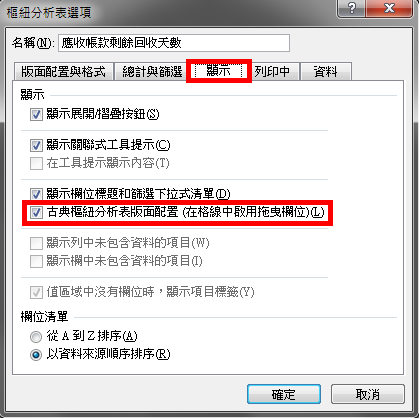 樞紐分析表選項
名稱(N): 應收帳款剩餘回收天數
版面配置與格式 總計與篩選 顯示 列印中 資料
顯示
顯示展開/摺疊按鈕(S)
顯示關聯式工具提示(C)
在工具提示顯示內容(T)
顯示欄位標題和篩選下拉式清單(D)
古典樞紐分析表版面配置 (在格線中啟用拖曳欄位)(L)
顯示列中未包含資料的項目(W)
顯示欄中未包含資料的項目(I)
值區域中沒有欄位時，顯示項目標籤(Y)
欄位清單
從 A 到 Z 排序(A)
以資料來源順序排序(R)
確定 取消